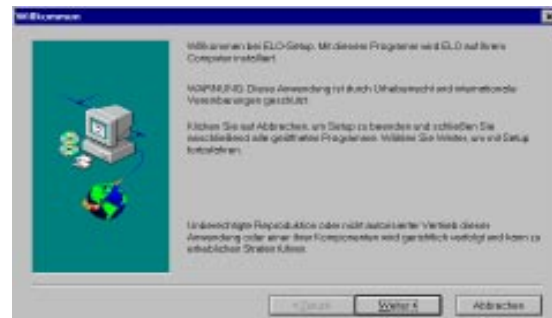 Willkommen
Willkommen bei ELO-Setup. Mit diesem Programm wird ELO auf Ihrem
Computer installiert.
WARNUNG: Diese Anwendung ist durch Urheberrecht und internationale
Vereinbarungen geschützt.
Klicken Sie auf Abbrechen, um Setup zu beenden und schließen Sie
anschließend alle geöffneten Programme. Wählen Sie Weiter, um mit Setup
fortzufahren.
Unberechtigte Reproduktion oder nicht autorisierter Vertrieb dieser
Anwendung oder einer ihrer Komponenten wird gerichtlich verfolgt und kann zu
erheblichen Strafen führen.
< Zurück Weiter > Abbrechen